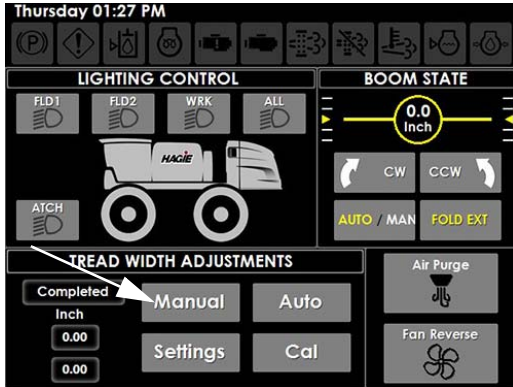 Thursday 01:27 PM
(P)
LIGHTING CONTROL
FLD1 FLD2 WRK ALL
HAGIE
ATCH
BOOM STATE
0.0
Inch
CW CCW
AUTO / MAN FOLD EXT
TREAD WIDTH ADJUSTMENTS
Completed
Inch
0.00
0.00
Manual Auto
Settings Cal
Air Purge
Fan Reverse